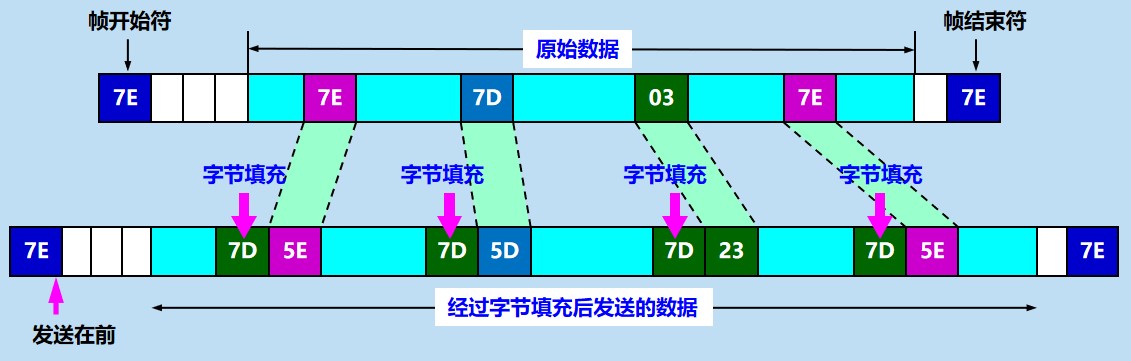 帧开始符
帧结束符
原始数据
7E 7E 7D 03 7E 7E
字节填充 字节填充 字节填充 字节填充
7E 7D 5E 7D 5D 7D 23 7D 5E 7E
经过字节填充后发送的数据
发送在前